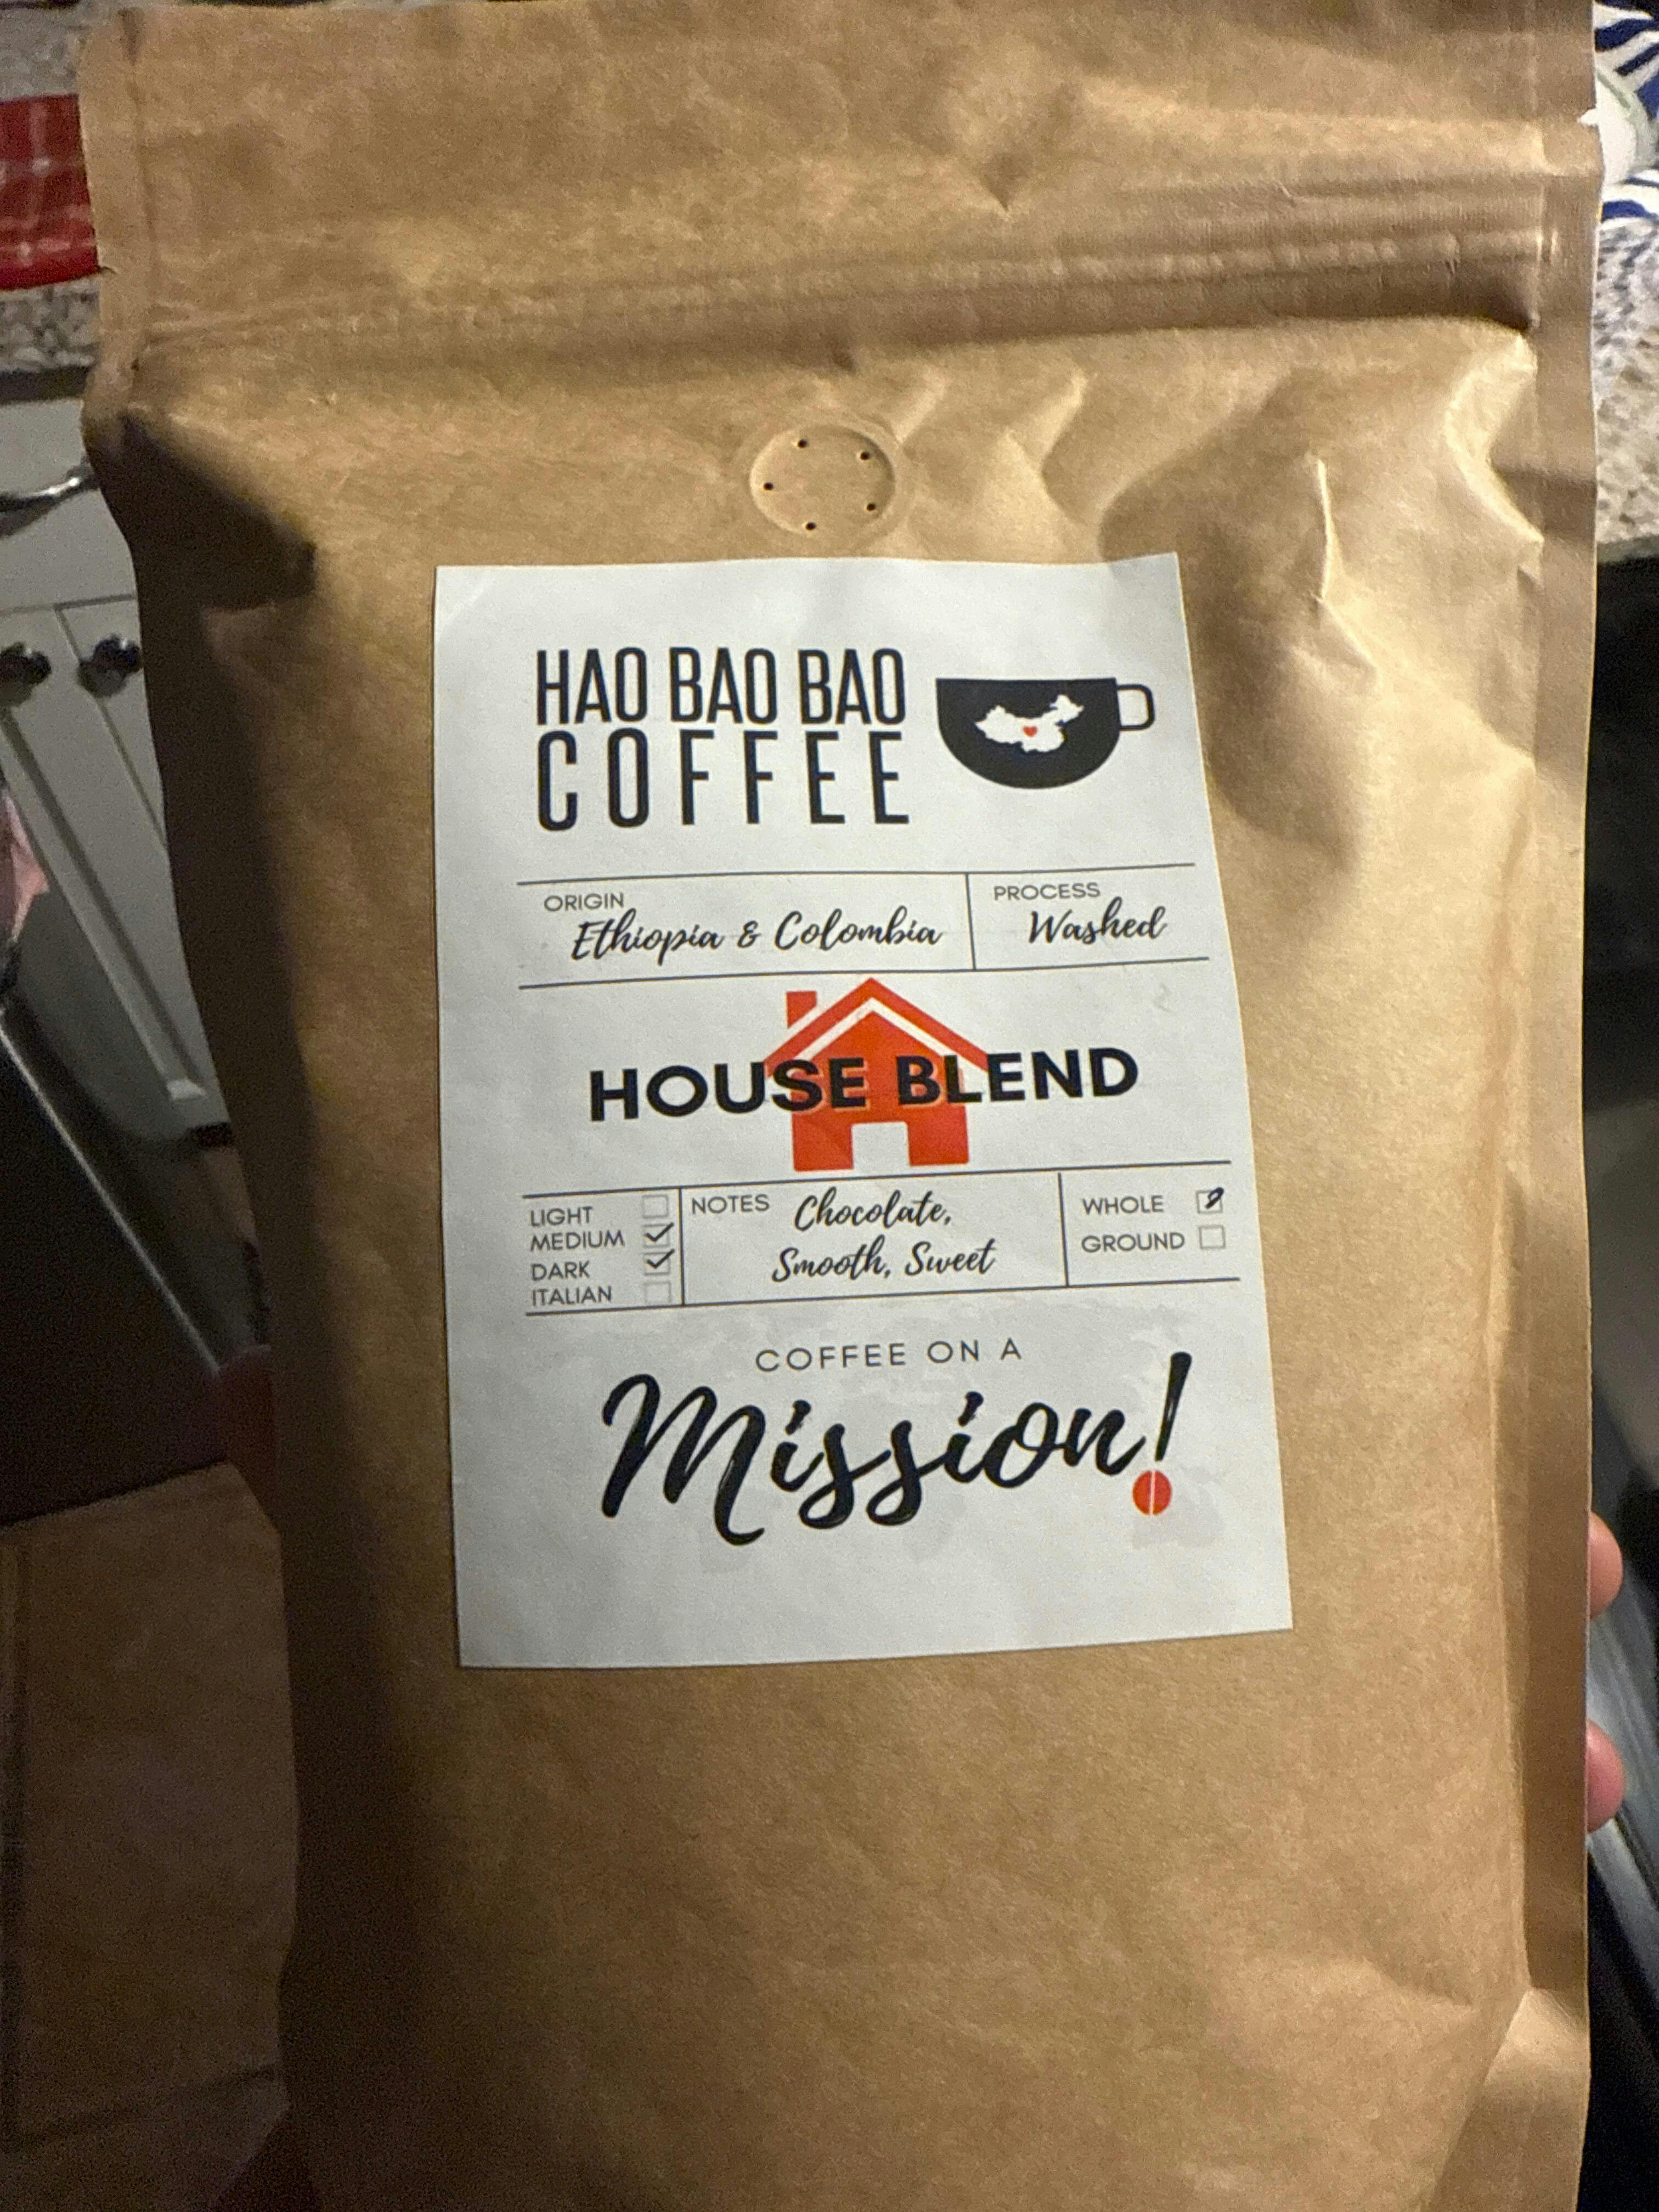 HAO BAO BAO
COFFEE
ORIGIN
Ethiopia & Colombia
PROCESS
Washed
HOUSE BLEND
LIGHT
MEDIUM
DARK
ITALIAN
NOTES Chocolate,
Smooth, Sweet
WHOLE
GROUND
COFFEE ON A
Mission!